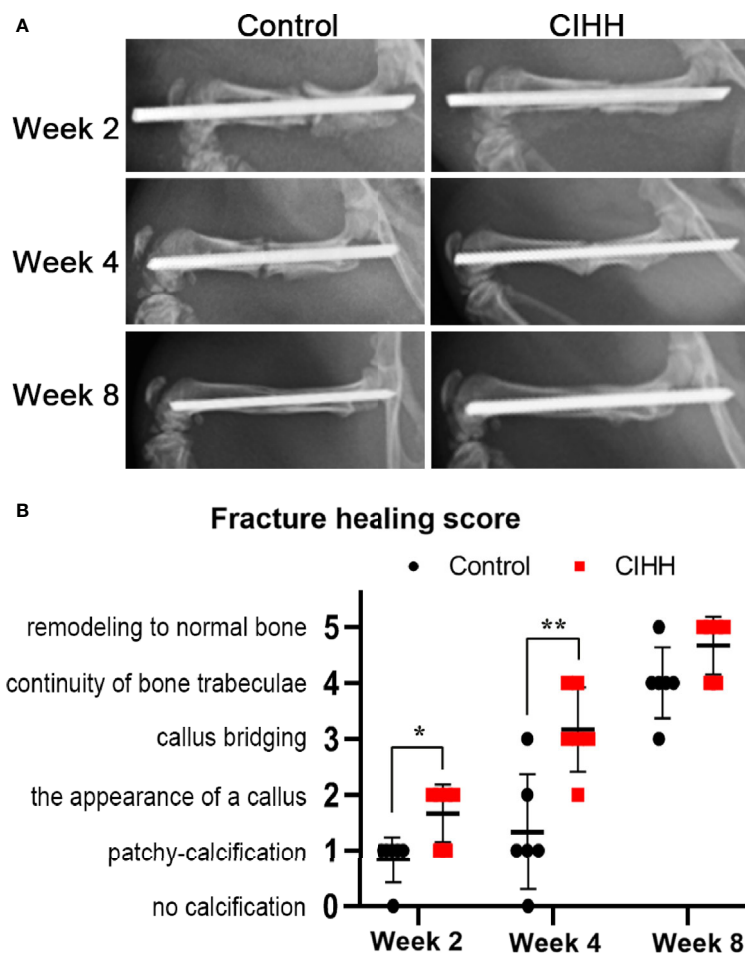 A
Control
CIHH
Week 2
Week 4
Week 8
B
Fracture healing score
Control
CIHH
remodeling to normal bone 5
continuity of bone trabeculae 4
callus bridging 3
the appearance of a callus 2
patchy-calcification 1
no calcification 0
*
**
Week 2
Week 4
Week 8